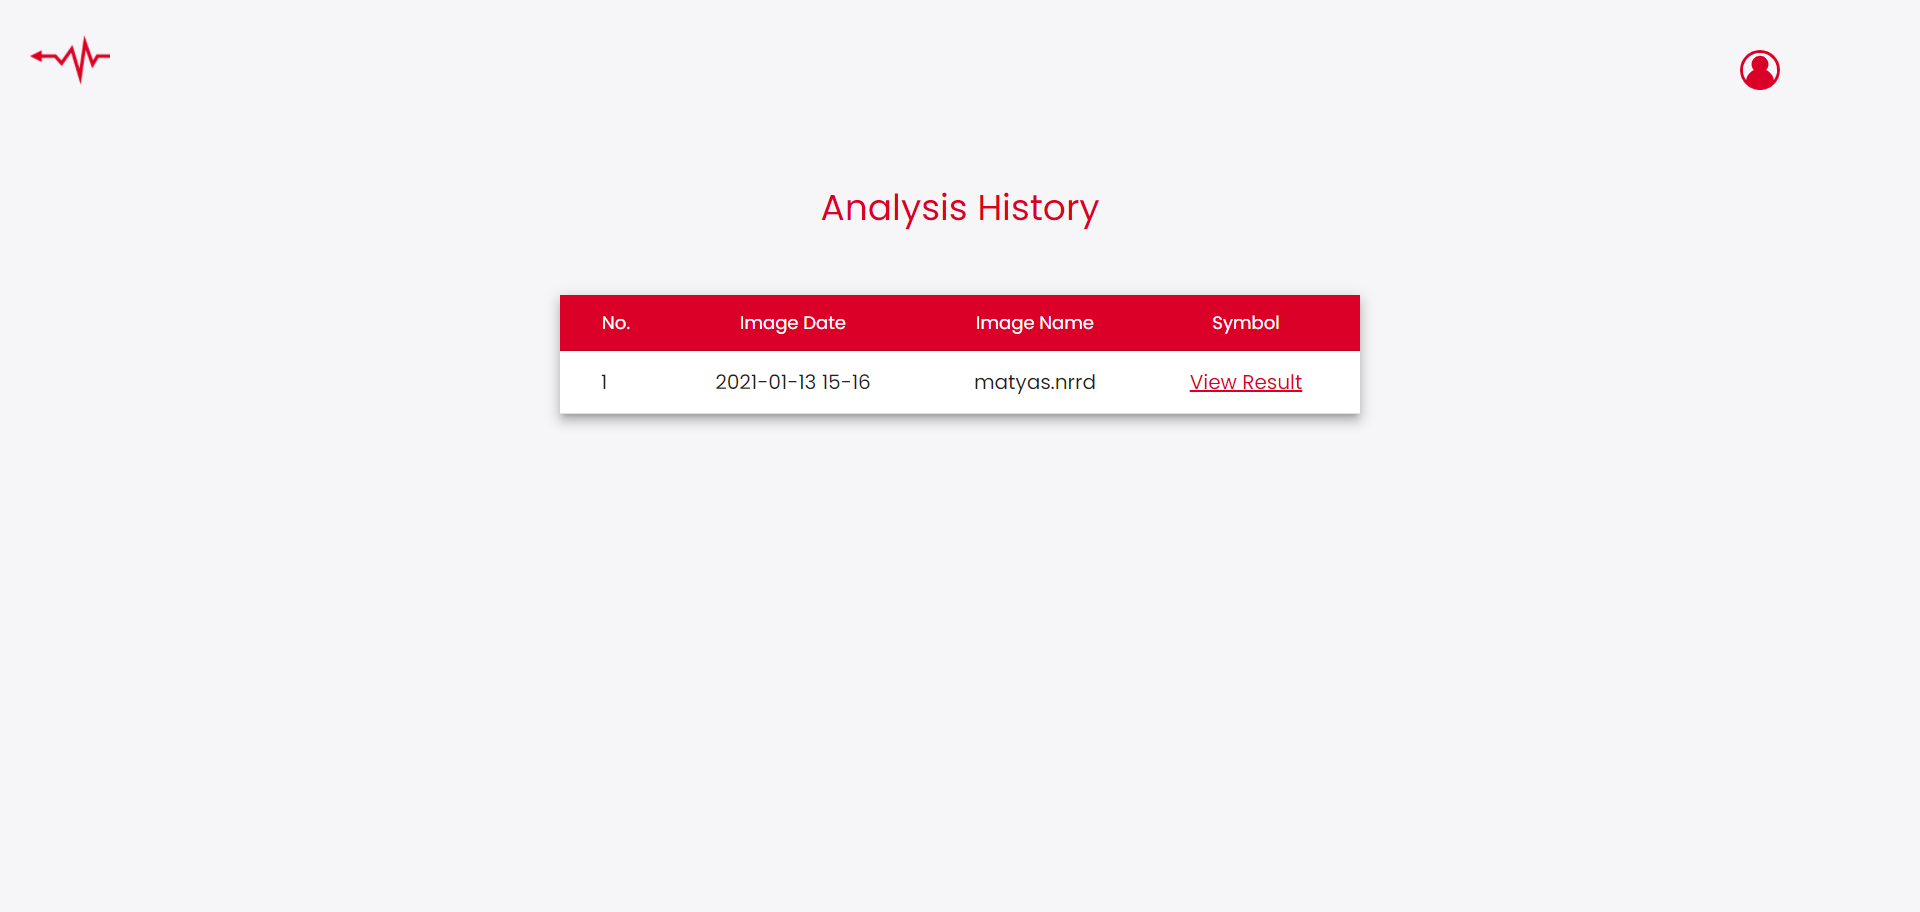 Analysis History
No. Image Date Image Name Symbol
1 2021-01-13 15-16 matyas.nrrd View Result